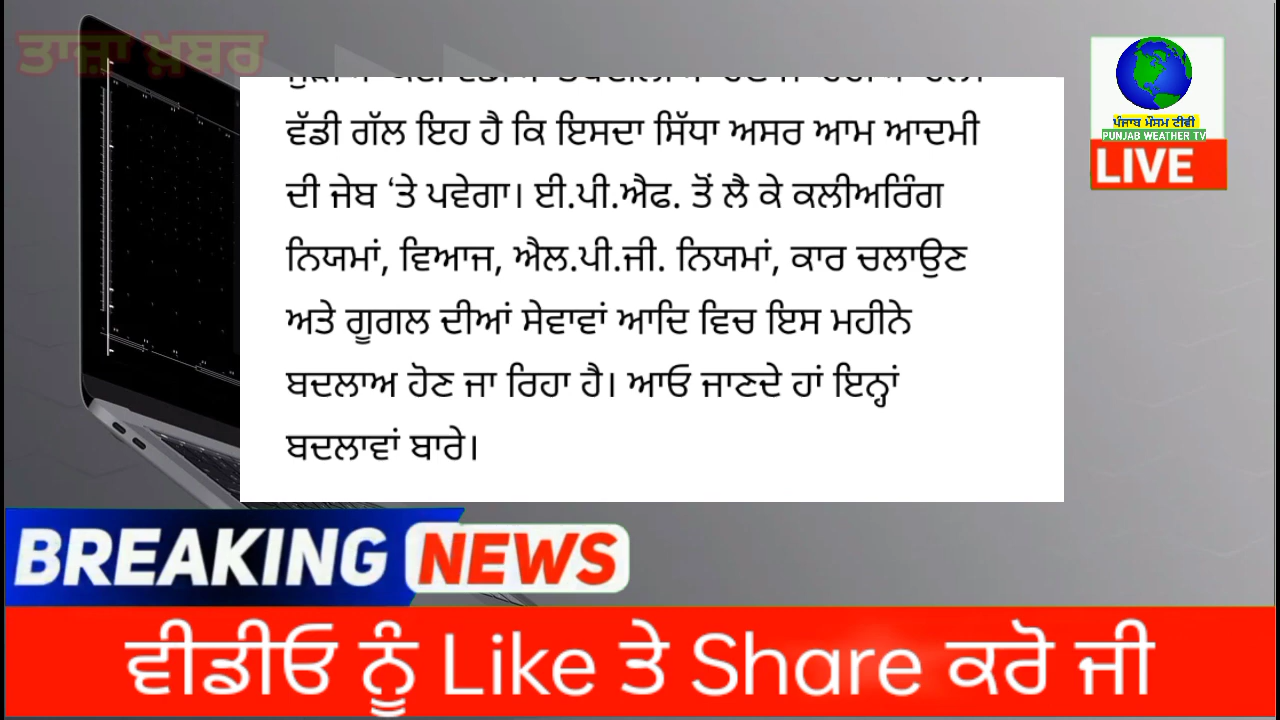 ਤਾਜ਼ਾ ਖ਼ਬਰ
ਵੱਡੀ ਗੱਲ ਇਹ ਹੈ ਕਿ ਇਸਦਾ ਸਿੱਧਾ ਅਸਰ ਆਮ ਆਦਮੀ
ਦੀ ਜੇਬ ‘ਤੇ ਪਵੇਗਾ। ਈ.ਪੀ.ਐਫ. ਤੋਂ ਲੈ ਕੇ ਕਲੀਅਰਿੰਗ
ਨਿਯਮਾਂ, ਵਿਆਜ, ਐਲ.ਪੀ.ਜੀ. ਨਿਯਮਾਂ, ਕਾਰ ਚਲਾਉਣ
ਅਤੇ ਗੂਗਲ ਦੀਆਂ ਸੇਵਾਵਾਂ ਆਦਿ ਵਿਚ ਇਸ ਮਹੀਨੇ
ਬਦਲਾਅ ਹੋਣ ਜਾ ਰਿਹਾ ਹੈ। ਆਓ ਜਾਣਦੇ ਹਾਂ ਇਨ੍ਹਾਂ
ਬਦਲਾਵਾਂ ਬਾਰੇ।
ਪੰਜਾਬ ਮੌਸਮ ਟੀਵੀ
PUNJAB WEATHER TV
LIVE
BREAKING NEWS
ਵੀਡੀਓ ਨੂੰ Like ਤੇ Share ਕਰੋ ਜੀ